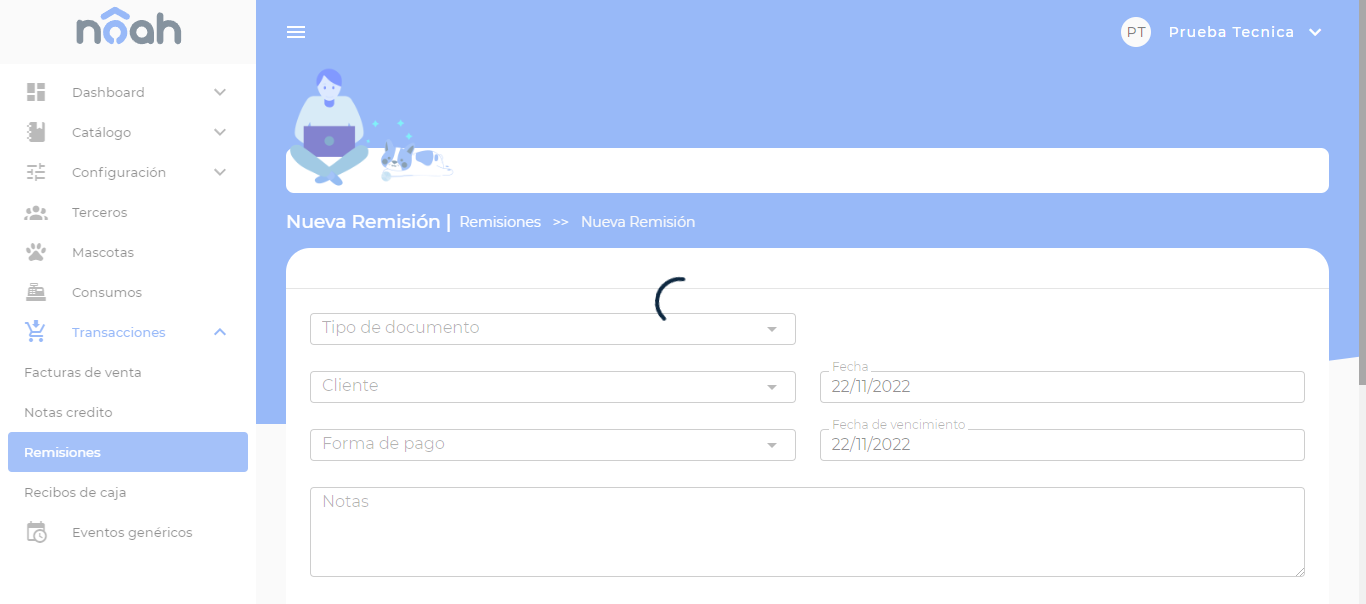 nôah
PT Prueba Tecnica
Dashboard
Catálogo
Configuración
Terceros
Mascotas
Consumos
Transacciones
Facturas de venta
Notas credito
Remisiones
Recibos de caja
Eventos genéricos
Nueva Remisión | Remisiones >> Nueva Remisión
Tipo de documento
Cliente
Fecha
22/11/2022
Forma de pago
Fecha de vencimiento
22/11/2022
Notas